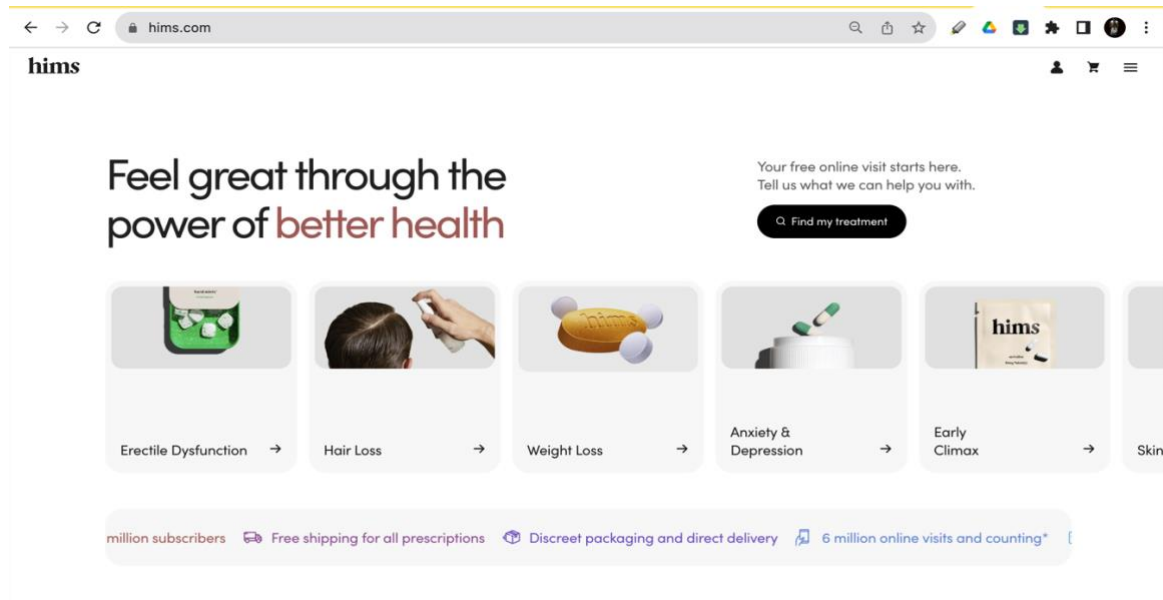 hims.com
hims
Feel great through the
power of better health
Your free online visit starts here.
Tell us what we can help you with.
Find my treatment
hims
hims
Erectile Dysfunction
Hair Loss
Weight Loss
Anxiety &
Depression
Early
Climax
Skin
million subscribers Free shipping for all prescriptions Discreet packaging and direct delivery 6 million online visits and counting*